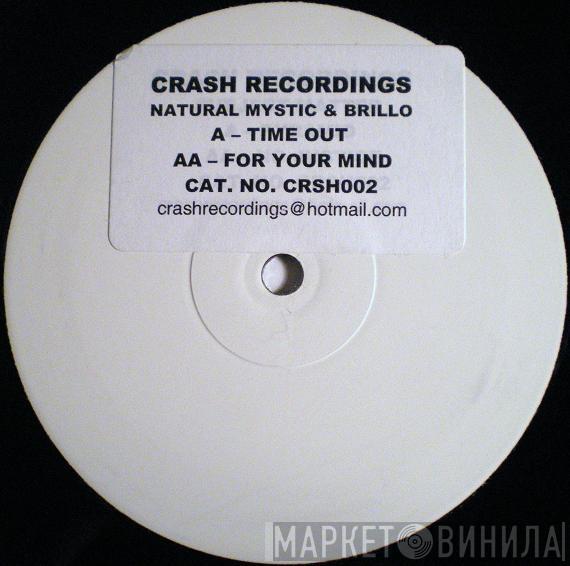 CRASH RECORDINGS
NATURAL MYSTIC & BRILLO
A – TIME OUT
AA – FOR YOUR MIND
CAT. NO. CRSH002
crashrecordings@hotmail.com
МАРКЕТ ВИНИЛА